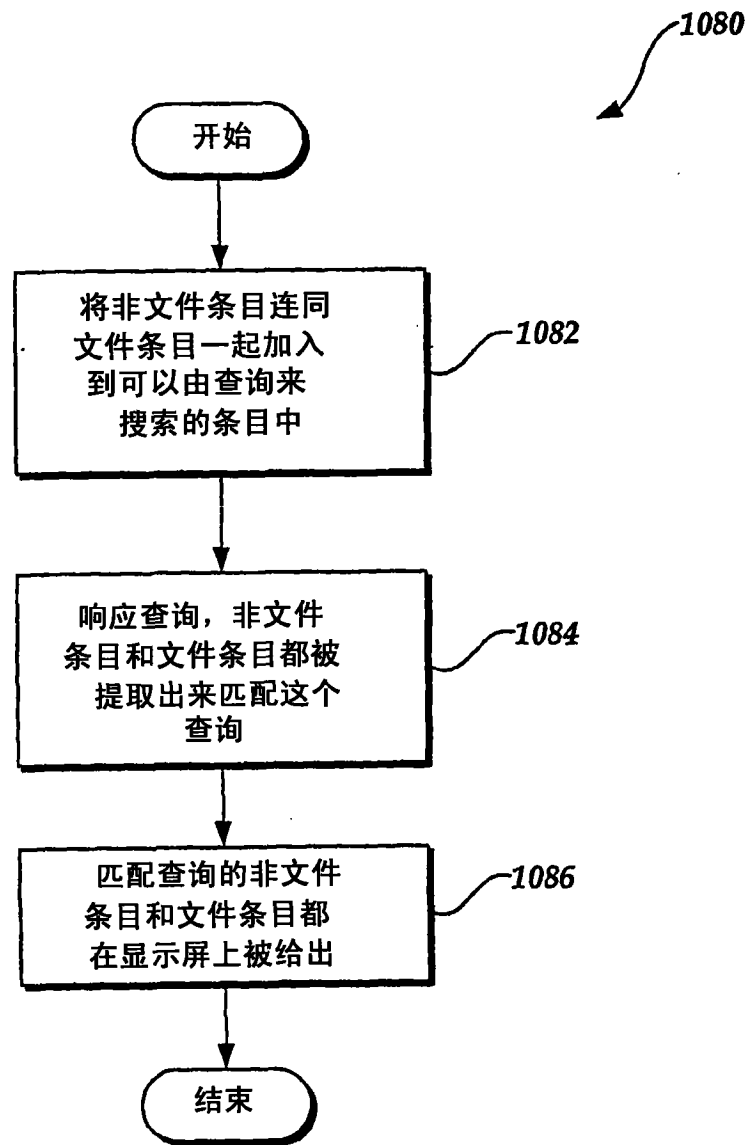 1080
开始
将非文件条目连同
文件条目一起加入
到可以由查询来
搜索的条目中
1082
响应查询，非文件
条目和文件条目都被
提取出来匹配这个
查询
1084
匹配查询的非文件
条目和文件条目都
在显示屏上被给出
1086
结束